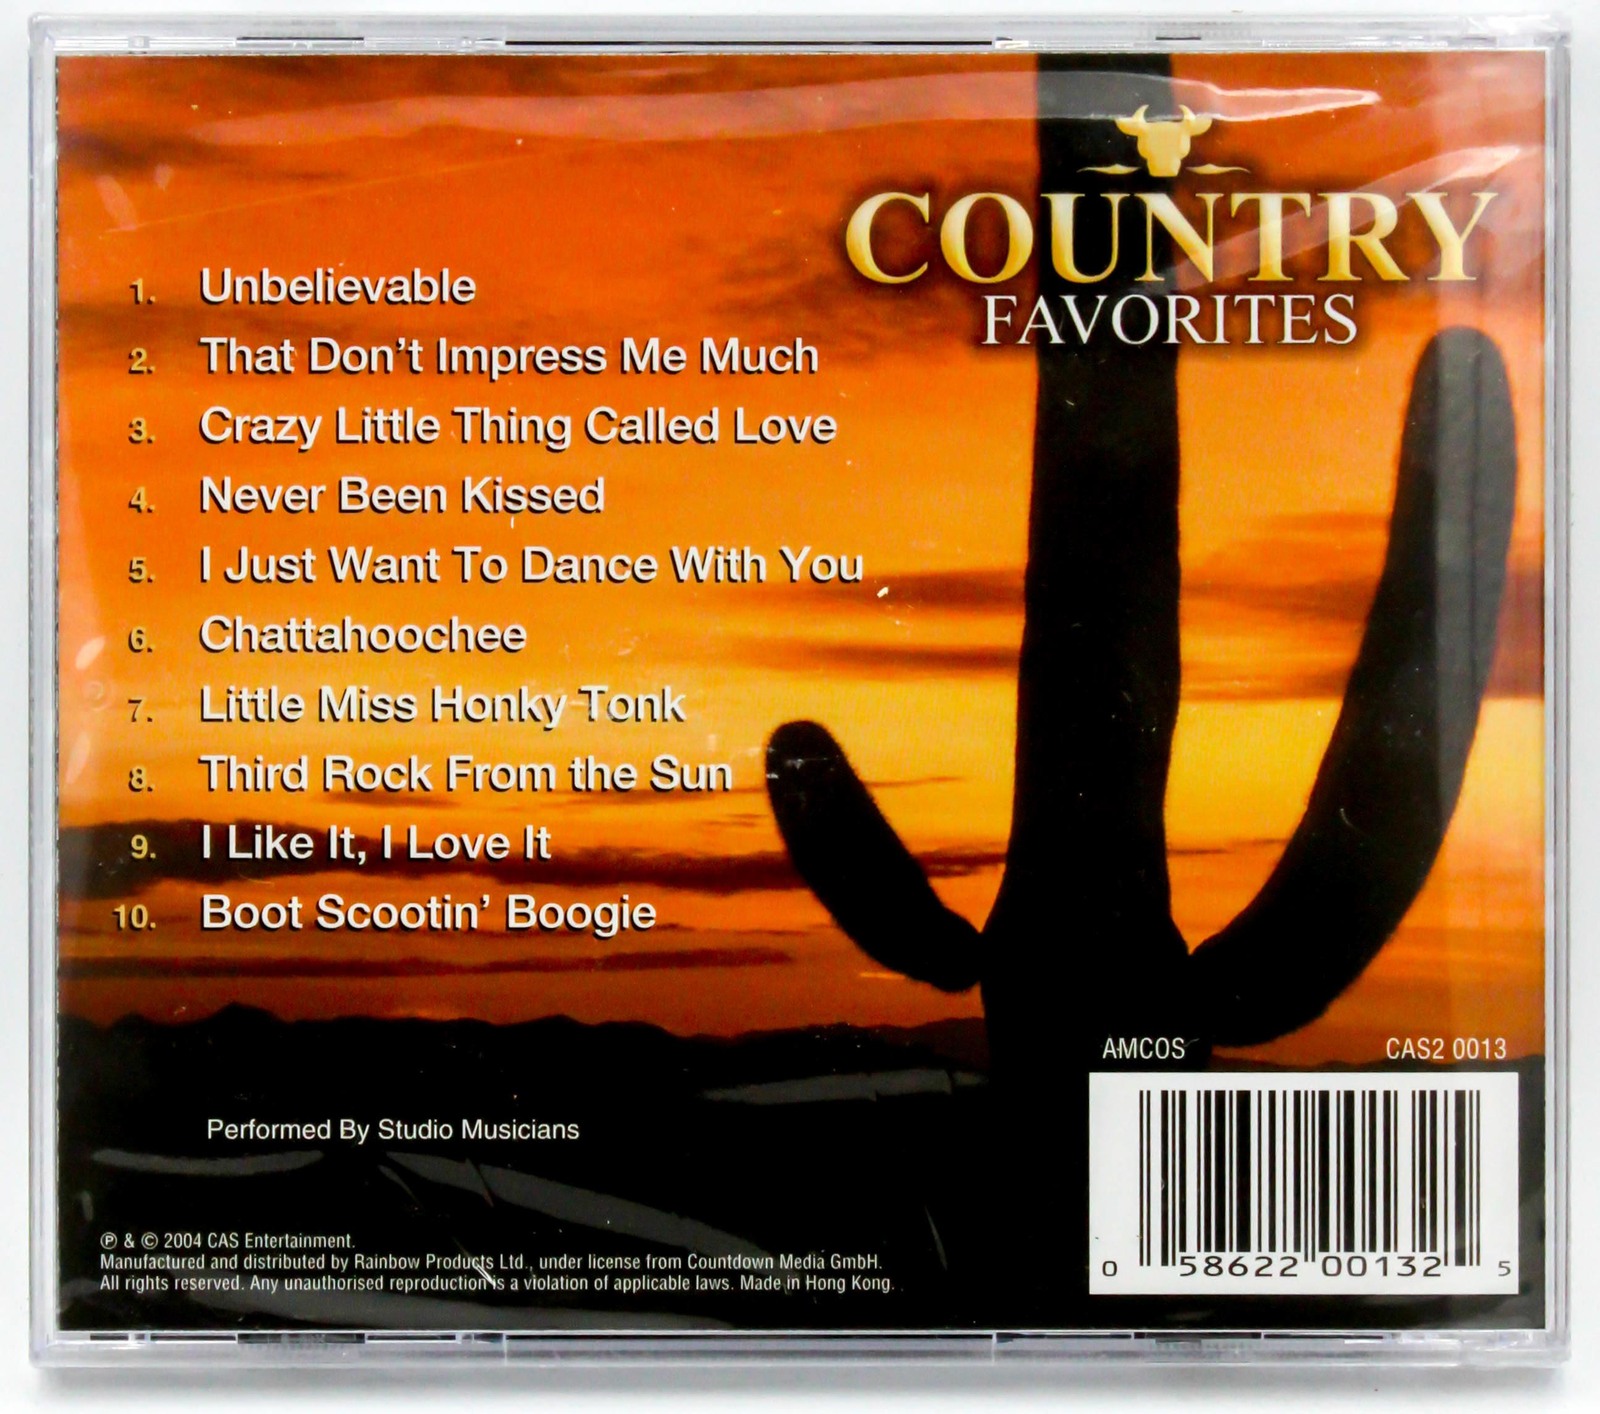 COUNTRY
FAVORITES
1. Unbelievable
2. That Don't Impress Me Much
3. Crazy Little Thing Called Love
4. Never Been Kissed
5. I Just Want To Dance With You
6. Chattahoochee
7. Little Miss Honky Tonk
8. Third Rock From the Sun
9. I Like It, I Love It
10. Boot Scootin' Boogie
Performed By Studio Musicians
℗ & © 2004 CAS Entertainment.
Manufactured and distributed by Rainbow Products Ltd., under license from Countdown Media GmbH.
All rights reserved. Any unauthorised reproduction is a violation of applicable laws. Made in Hong Kong.
AMCOS CAS2 0013
0 58622 00132 5